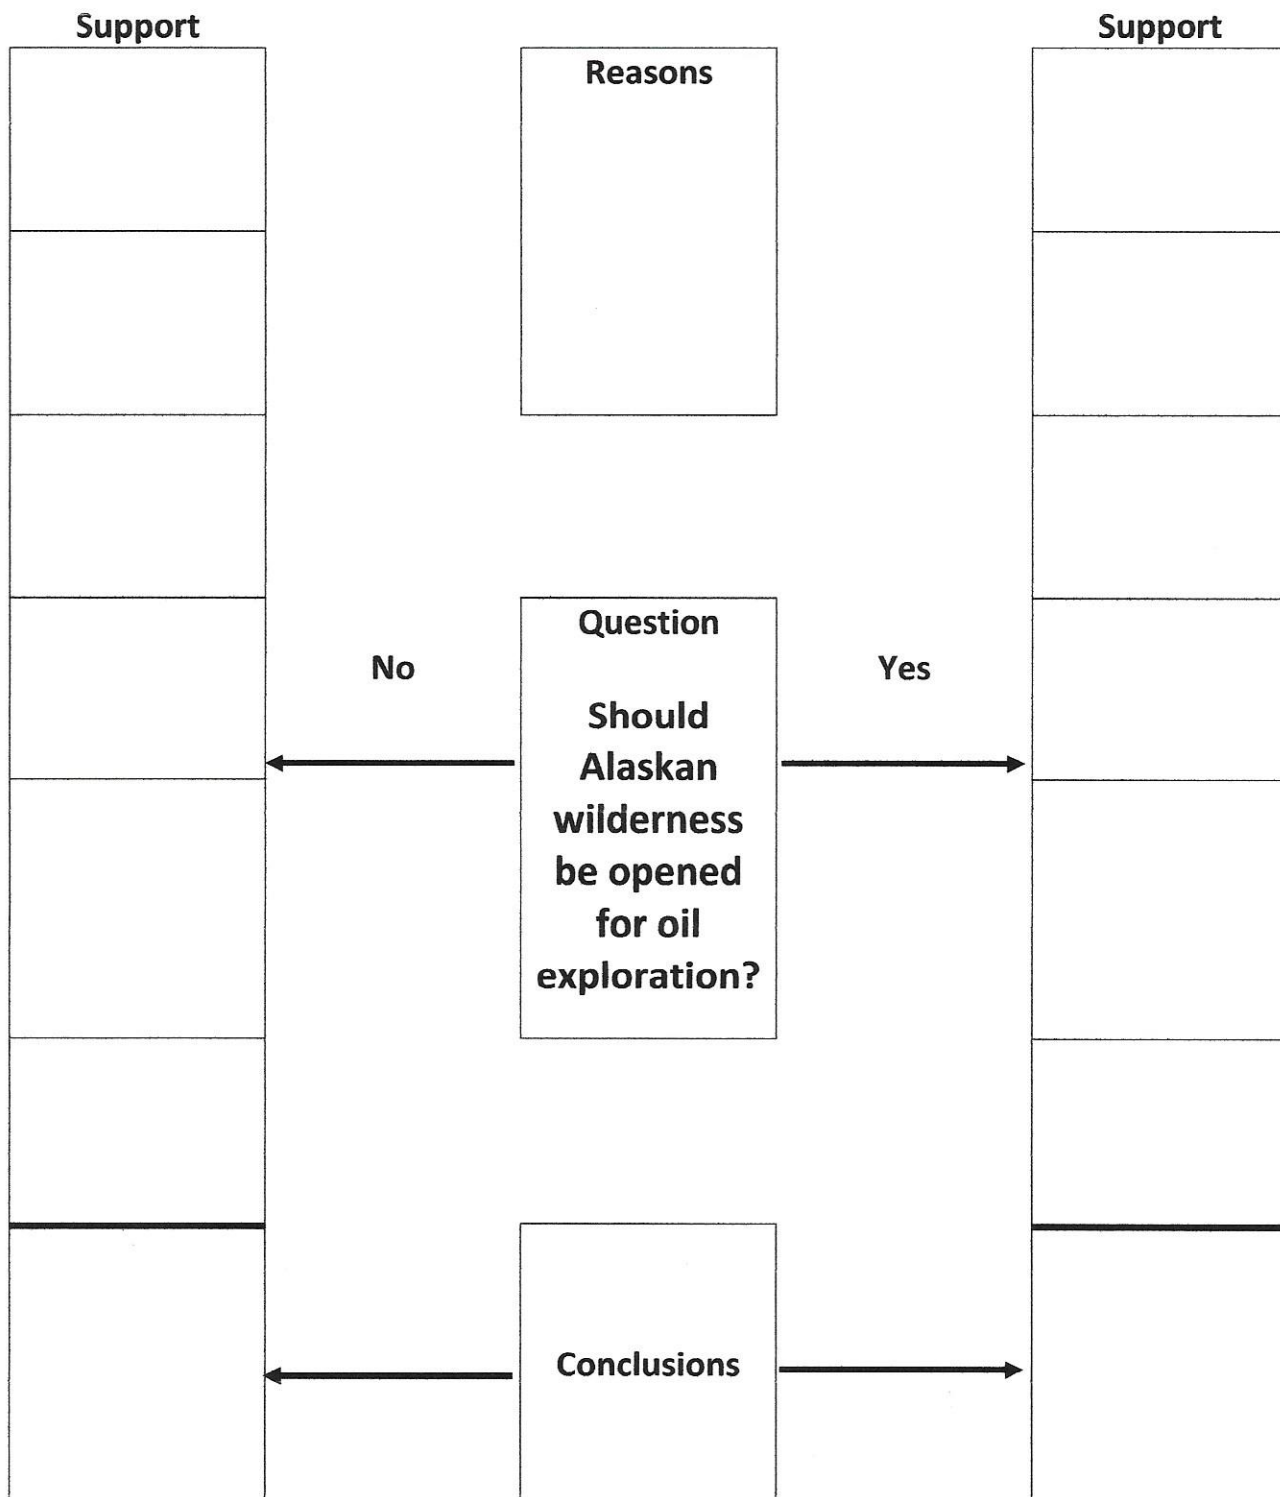 Support
Support
Reasons
Question
No
Yes
Should
Alaskan
wilderness
be opened
for oil
exploration?
Conclusions